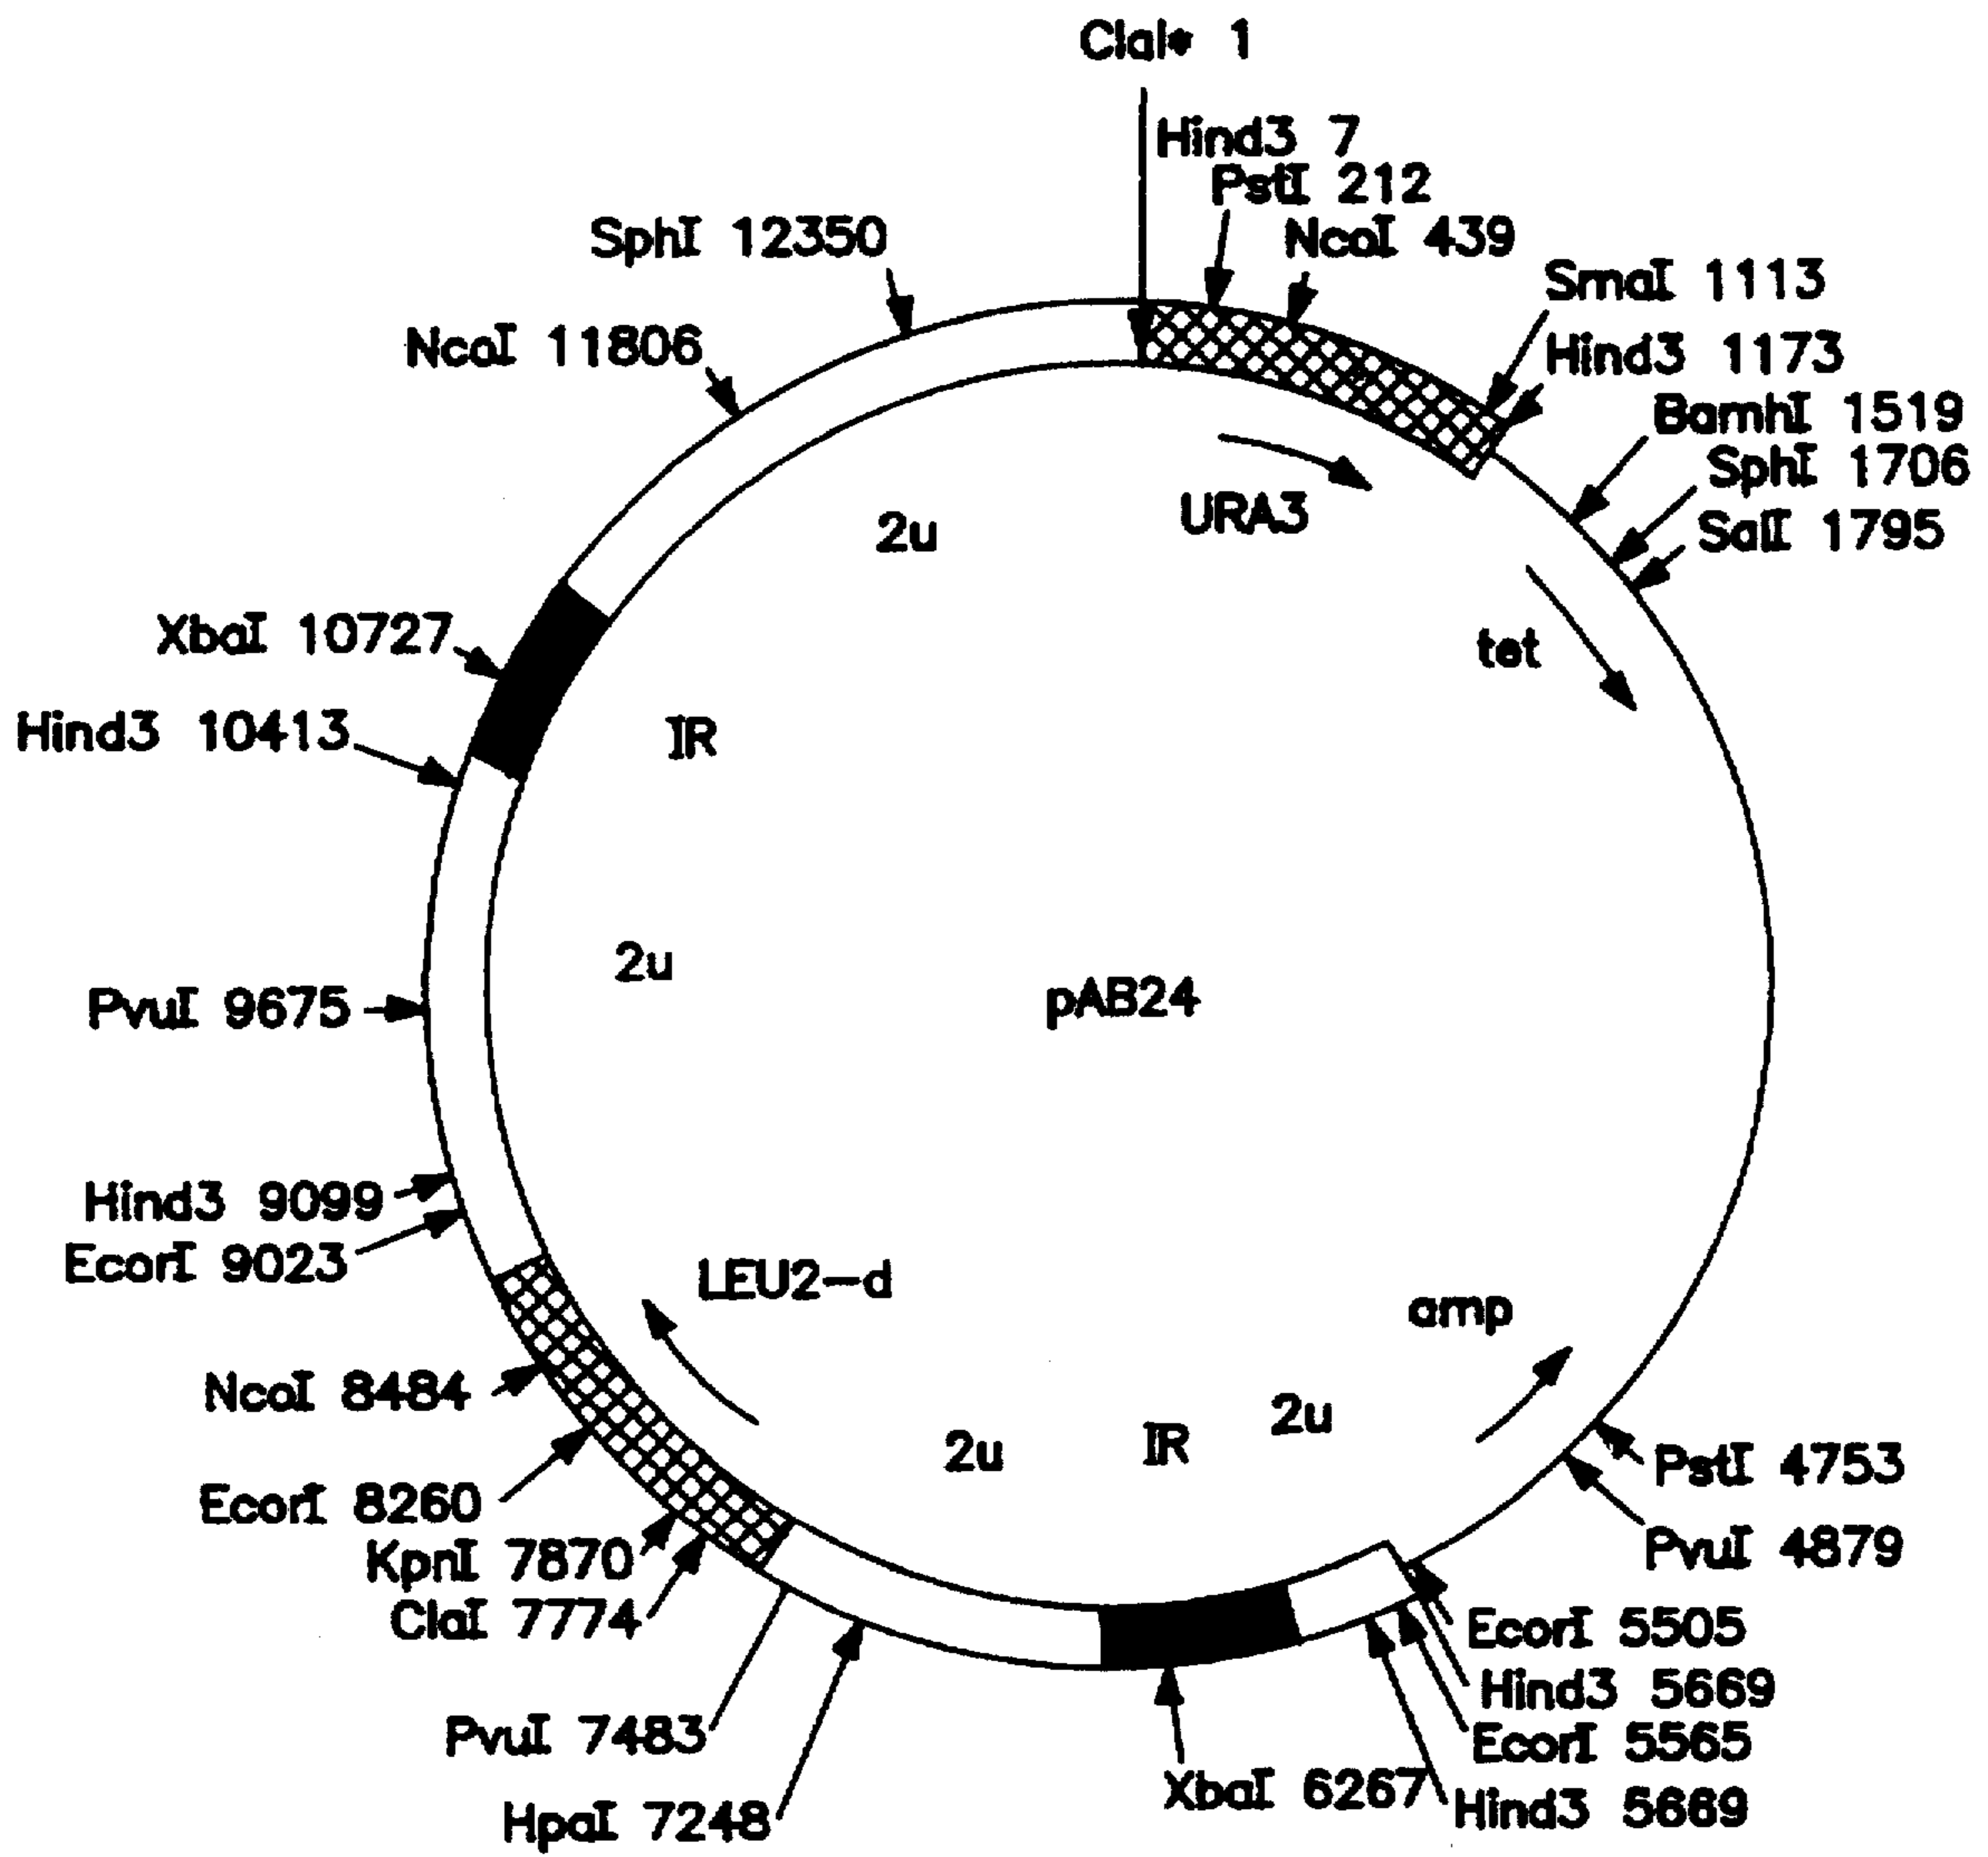 ClaI* 1
Hind3 7
PstI 212
NcoI 439
SphI 12350
SmaI 1113
NcoI 11806
Hind3 1173
BamhI 1519
SphI 1706
SalI 1795
2u
URA3
tet
XbaI 10727
Hind3 10413
IR
2u
pAB24
PvuI 9675
Hind3 9099
EcorI 9023
LEU2-d
amp
NcoI 8484
2u
IR
2u
PstI 4753
EcorI 8260
PvuI 4879
KpnI 7870
ClaI 7774
EcorI 5505
Hind3 5669
PvuI 7483
EcorI 5565
XbaI 6267
Hind3 5669
HpaI 7248